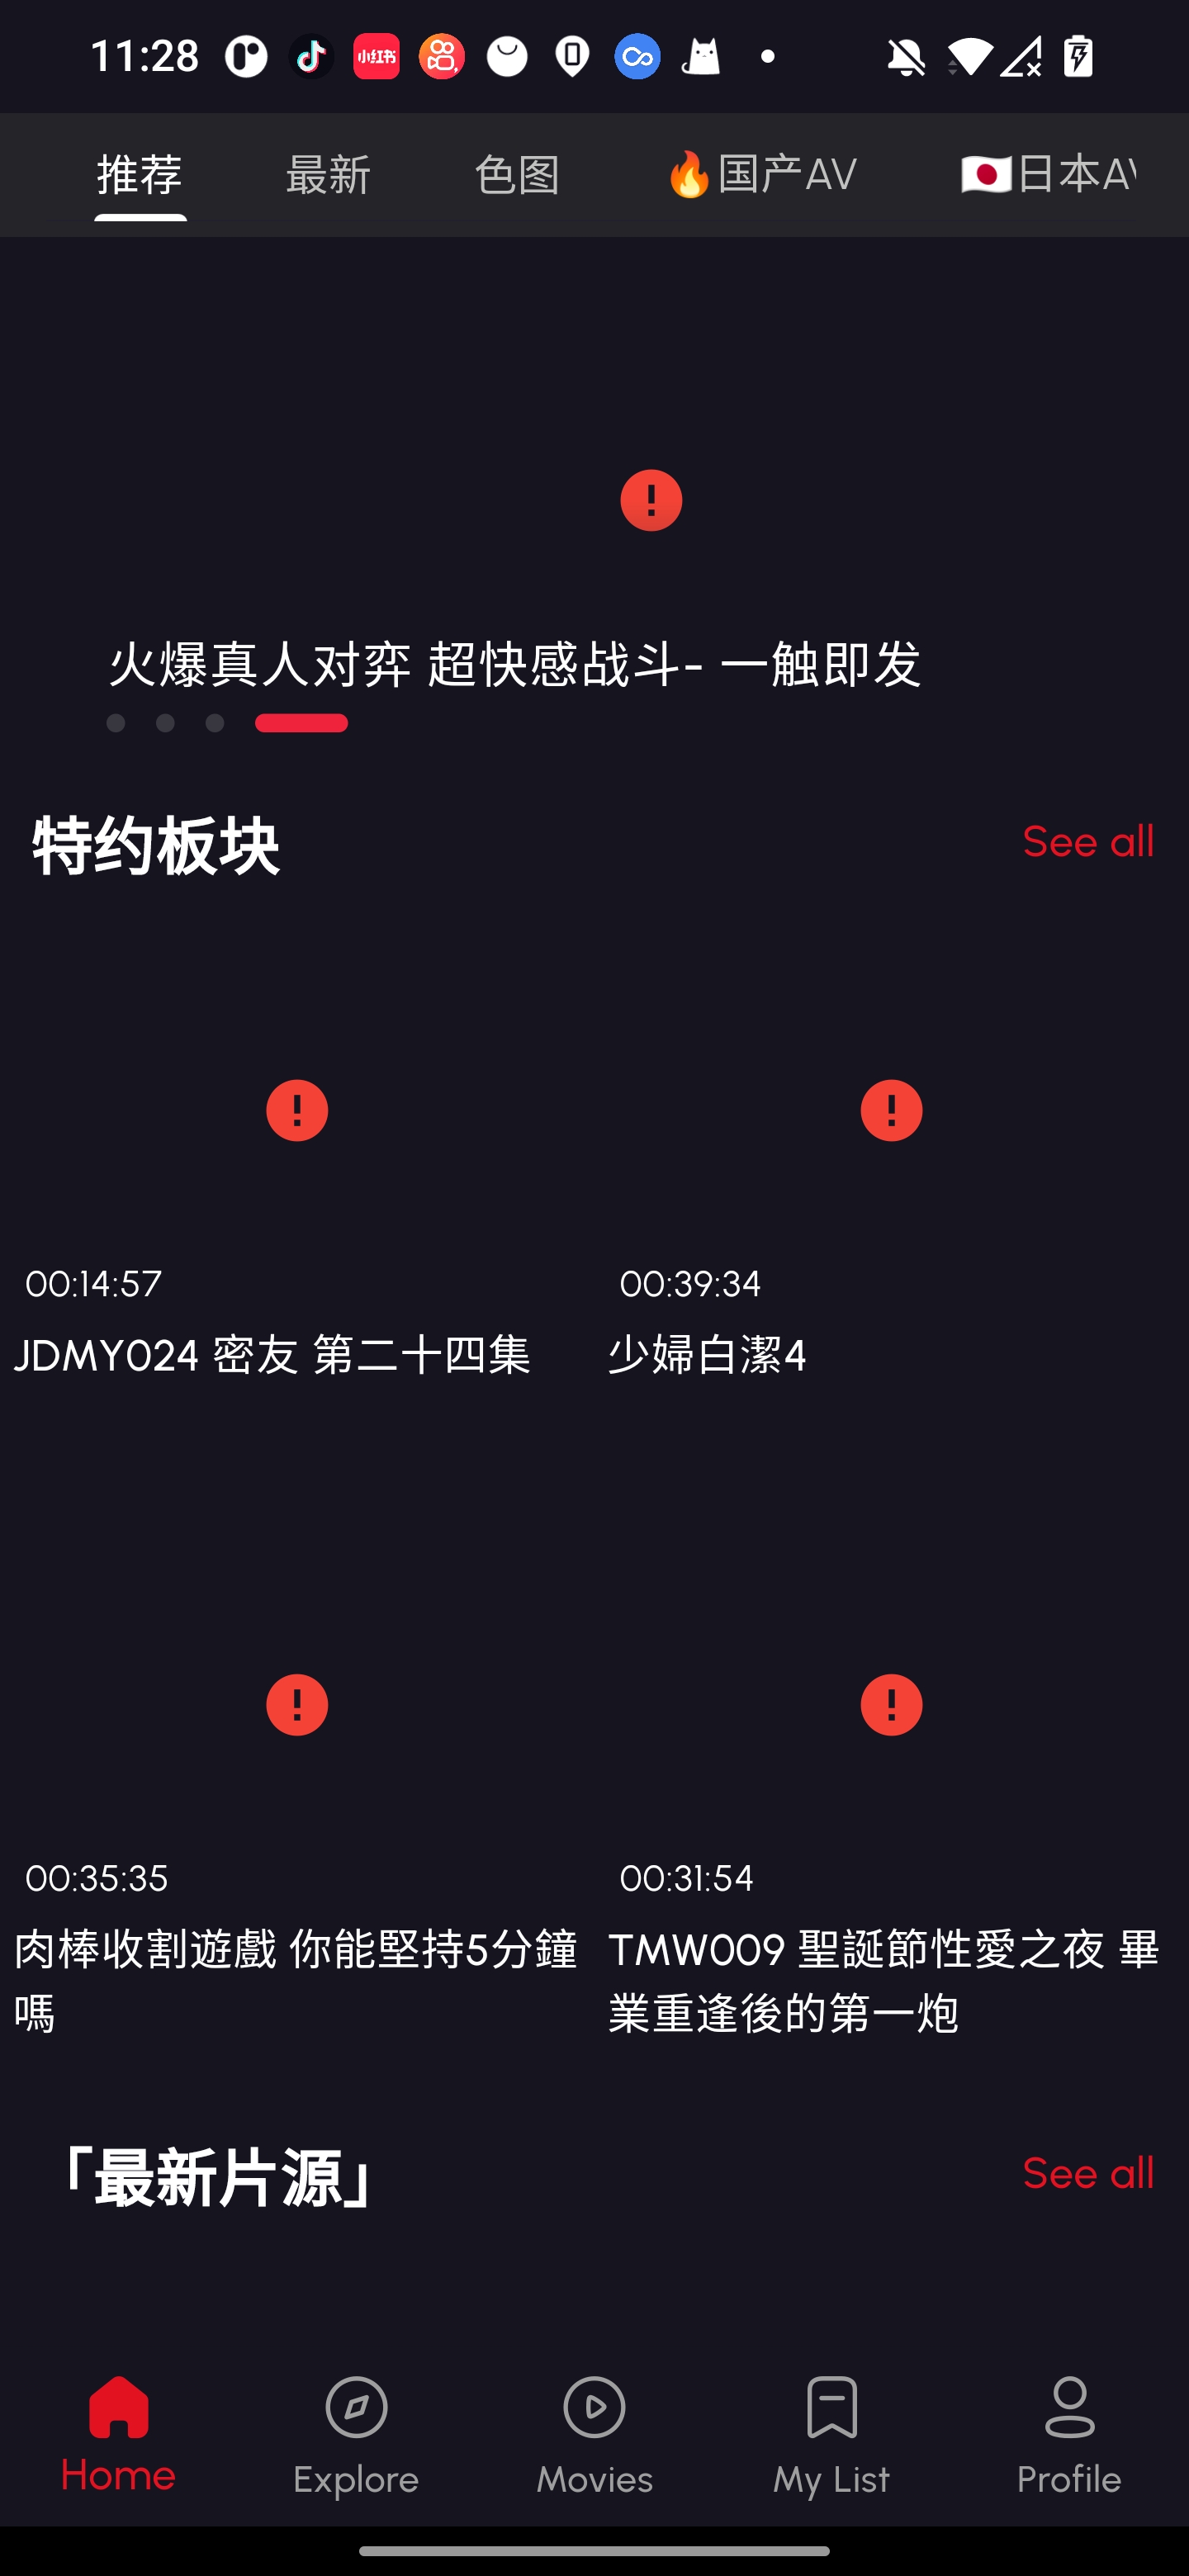 11:28
小红书
推荐 最新 色图 🔥国产AV 🇯🇵日本AV
火爆真人对弈 超快感战斗- 一触即发
特约板块 See all
00:14:57 00:39:34
JDMY024 密友 第二十四集 少婦白潔4
00:35:35 00:31:54
肉棒收割遊戲 你能堅持5分鐘 TMW009 聖誕節性愛之夜 畢
嗎 業重逢後的第一炮
「最新片源」 See all
Home Explore Movies My List Profile